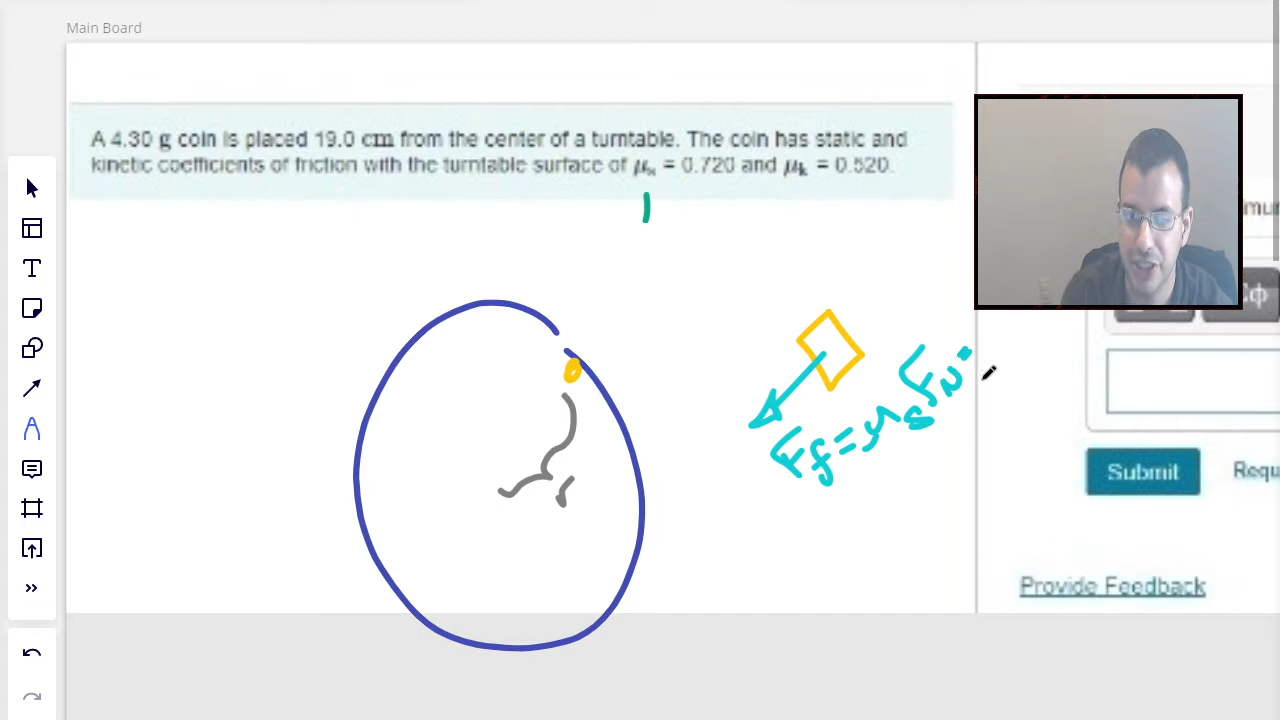 Main Board
A 4.30 g coin is placed 19.0 cm from the center of a turntable. The coin has static and
kinetic coefficients of friction with the turntable surface of μs = 0.720 and μk = 0.520.
r
Ff=μsFN=
Submit
Provide Feedback